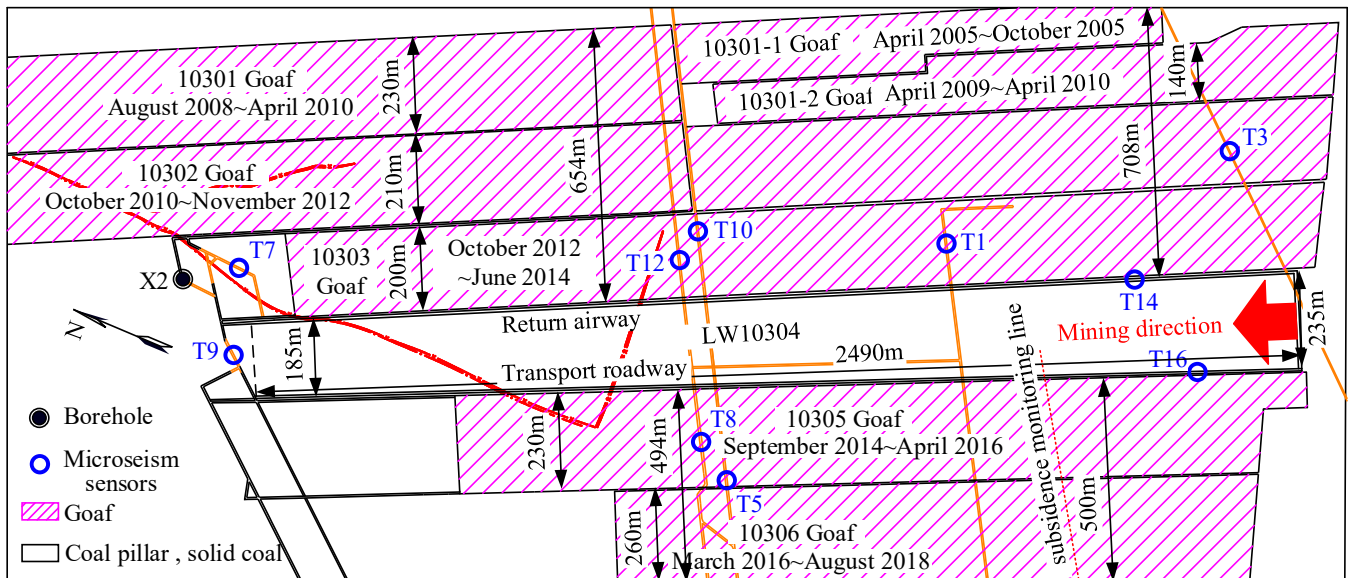 10301-1 Goaf
April 2005~October 2005
10301 Goaf
August 2008~April 2010
230m
10301-2 Goaf
April 2009~April 2010
140m
654m
708m
T3
10302 Goaf
October 2010~November 2012
210m
T10
T12
T1
T7
X2
10303
Goaf
October 2012
~June 2014
200m
T14
N
Return airway
LW10304
Mining direction
235m
T9
185m
2490m
Transport roadway
T16
subsidence monitoring line
Borehole
Microseism
sensors
Goaf
Coal pillar , solid coal
230m
494m
T8
10305 Goaf
September 2014~April 2016
T5
500m
260m
10306 Goaf
March 2016~August 2018